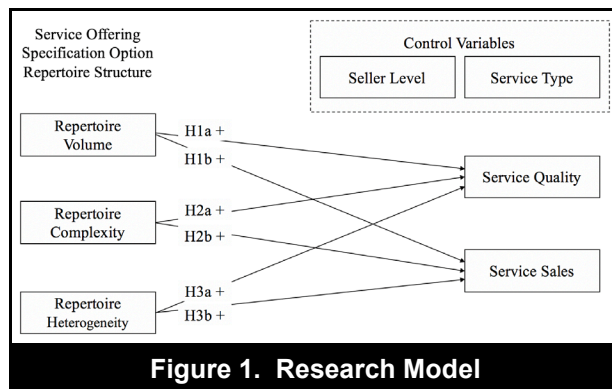 Service Offering
Specification Option
Repertoire Structure
Control Variables
Seller Level
Service Type
Repertoire
Volume
H1a +
H1b +
Service Quality
Repertoire
Complexity
H2a +
H2b +
Service Sales
Repertoire
Heterogeneity
H3a +
H3b +
Figure 1. Research Model